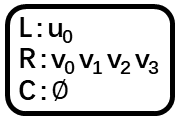 L:u₀
R:v₀ v₁ v₂ v₃
C:∅